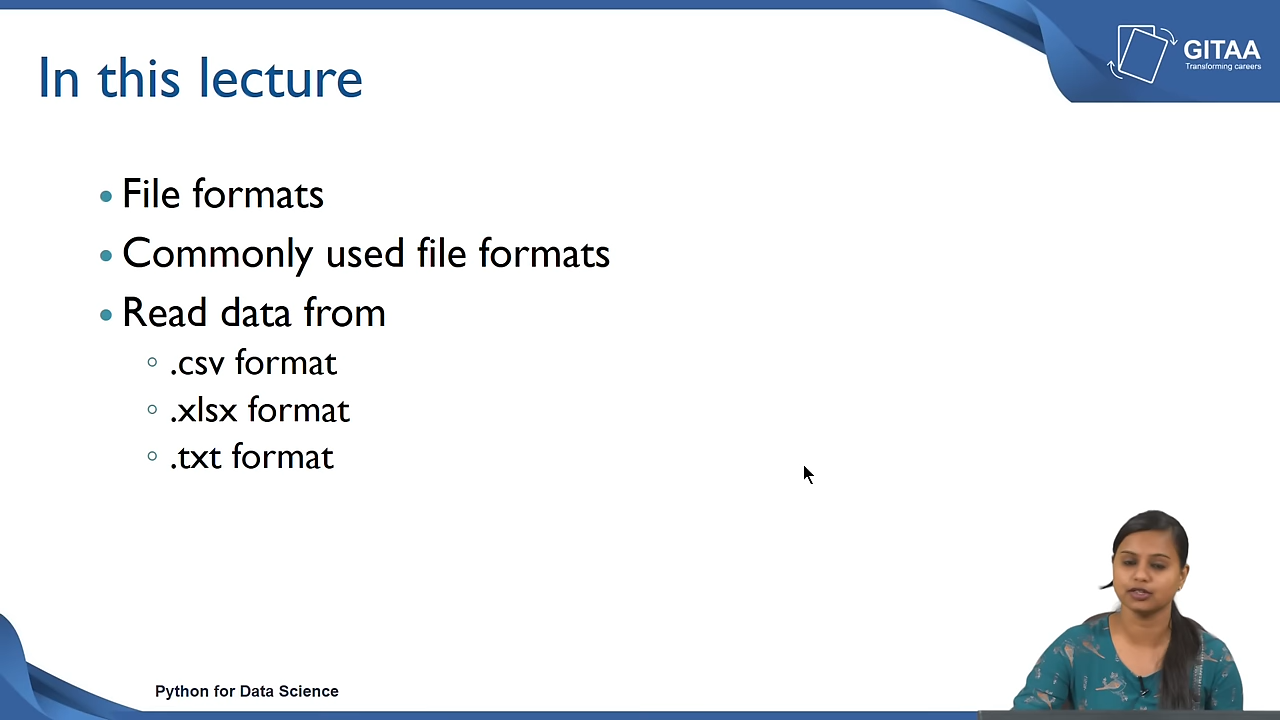 In this lecture
GITAA
Transforming careers
• File formats
• Commonly used file formats
• Read data from
◦ .csv format
◦ .xlsx format
◦ .txt format
Python for Data Science